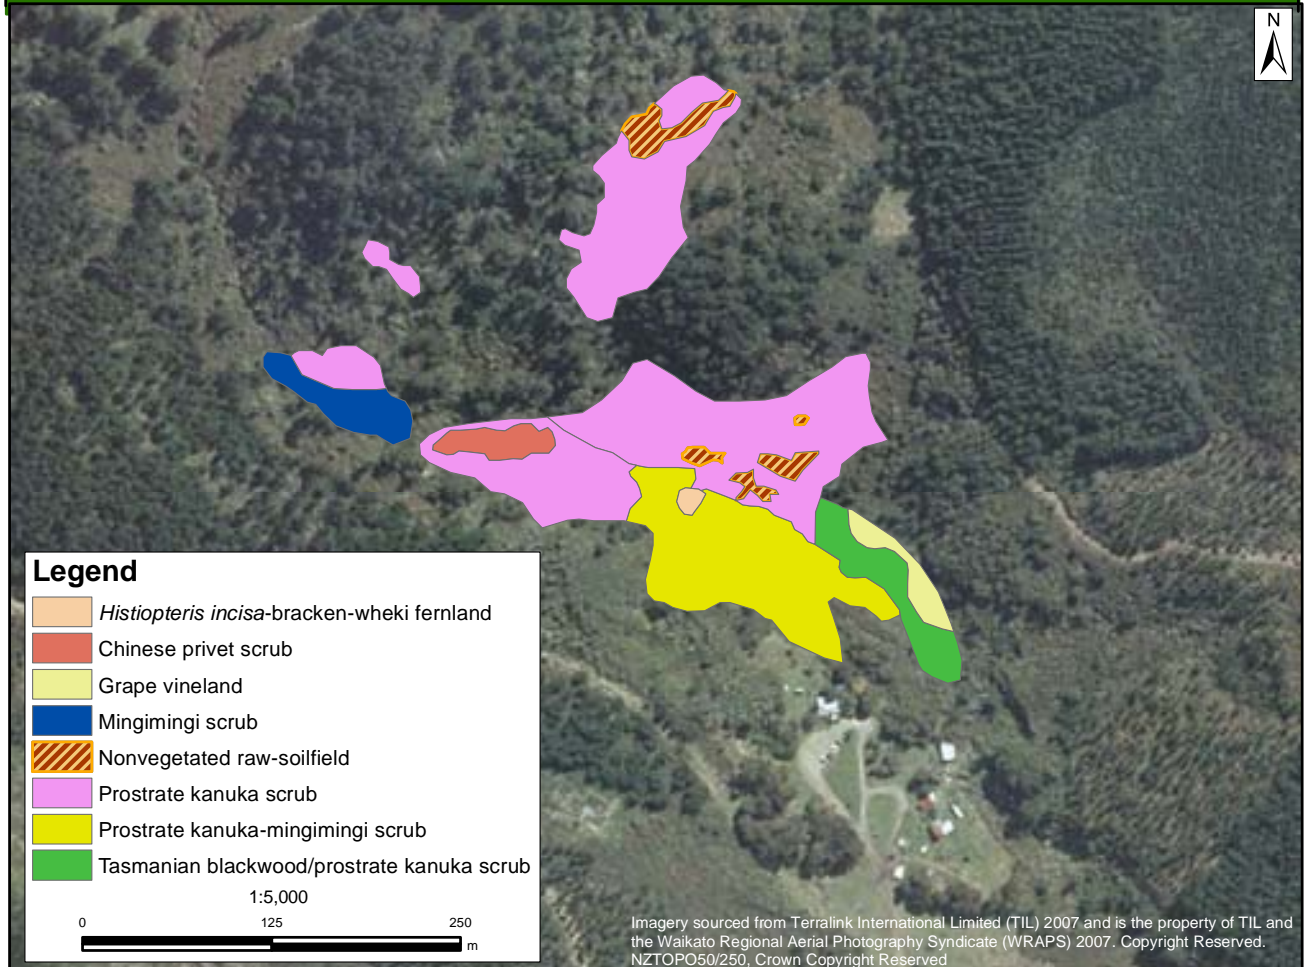 N
Legend
Histiopteris incisa-bracken-wheki fernland
Chinese privet scrub
Grape vineland
Mingimingi scrub
Nonvegetated raw-soilfield
Prostrate kanuka scrub
Prostrate kanuka-mingimingi scrub
Tasmanian blackwood/prostrate kanuka scrub
1:5,000
0 125 250
m
Imagery sourced from Terralink International Limited (TIL) 2007 and is the property of TIL and
the Waikato Regional Aerial Photography Syndicate (WRAPS) 2007. Copyright Reserved.
NZTOPO50/250, Crown Copyright Reserved